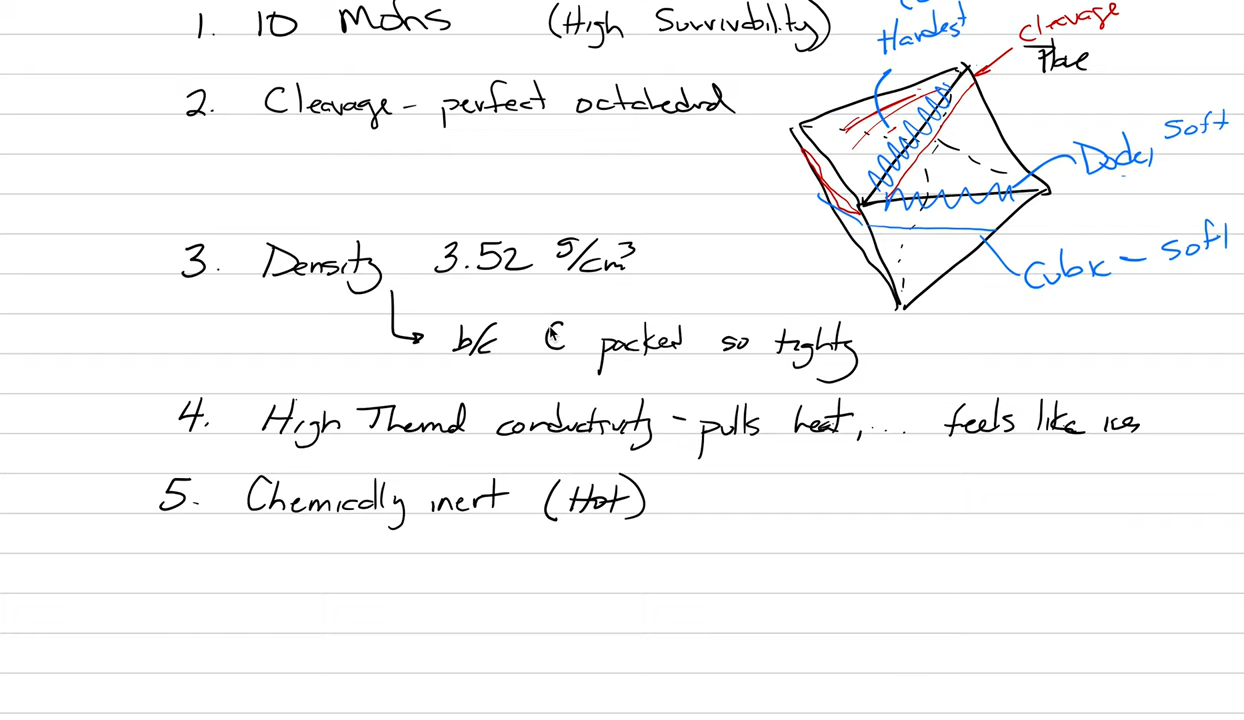 1. 10 Mohs (High Survivability)
Hardest
Cleavage
Plane
2. Cleavage - perfect octahedral
Dodec, Soft
3. Density 3.52 g/cm³
Cubic - soft
b/c C packed so tightly
4. High Thermal conductivity - pulls heat, ... feels like ice
5. Chemically inert (Hot)